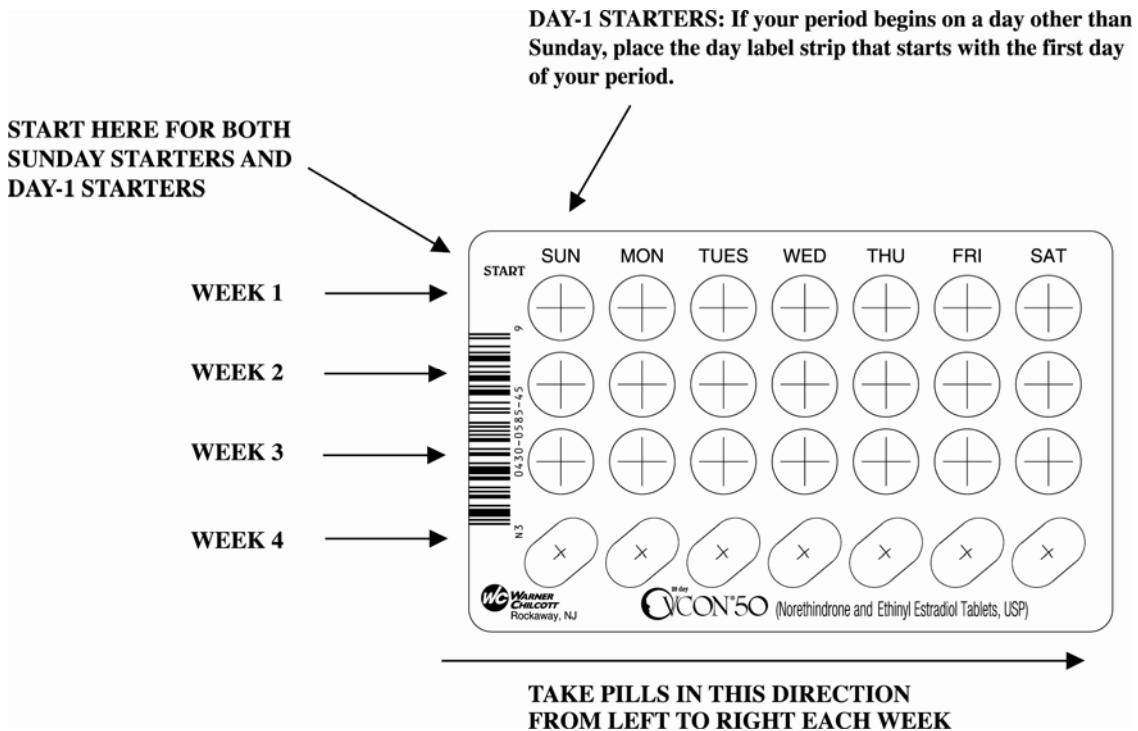 DAY-1 STARTERS: If your period begins on a day other than
Sunday, place the day label strip that starts with the first day
of your period.
START HERE FOR BOTH
SUNDAY STARTERS AND
DAY-1 STARTERS
START
SUN MON TUES WED THU FRI SAT
WEEK 1
WEEK 2
WEEK 3
WEEK 4
N3 0430-0585-45 9
WC WARNER
CHILCOTT
Rockaway, NJ
28 day
OVCON®50 (Norethindrone and Ethinyl Estradiol Tablets, USP)
TAKE PILLS IN THIS DIRECTION
FROM LEFT TO RIGHT EACH WEEK